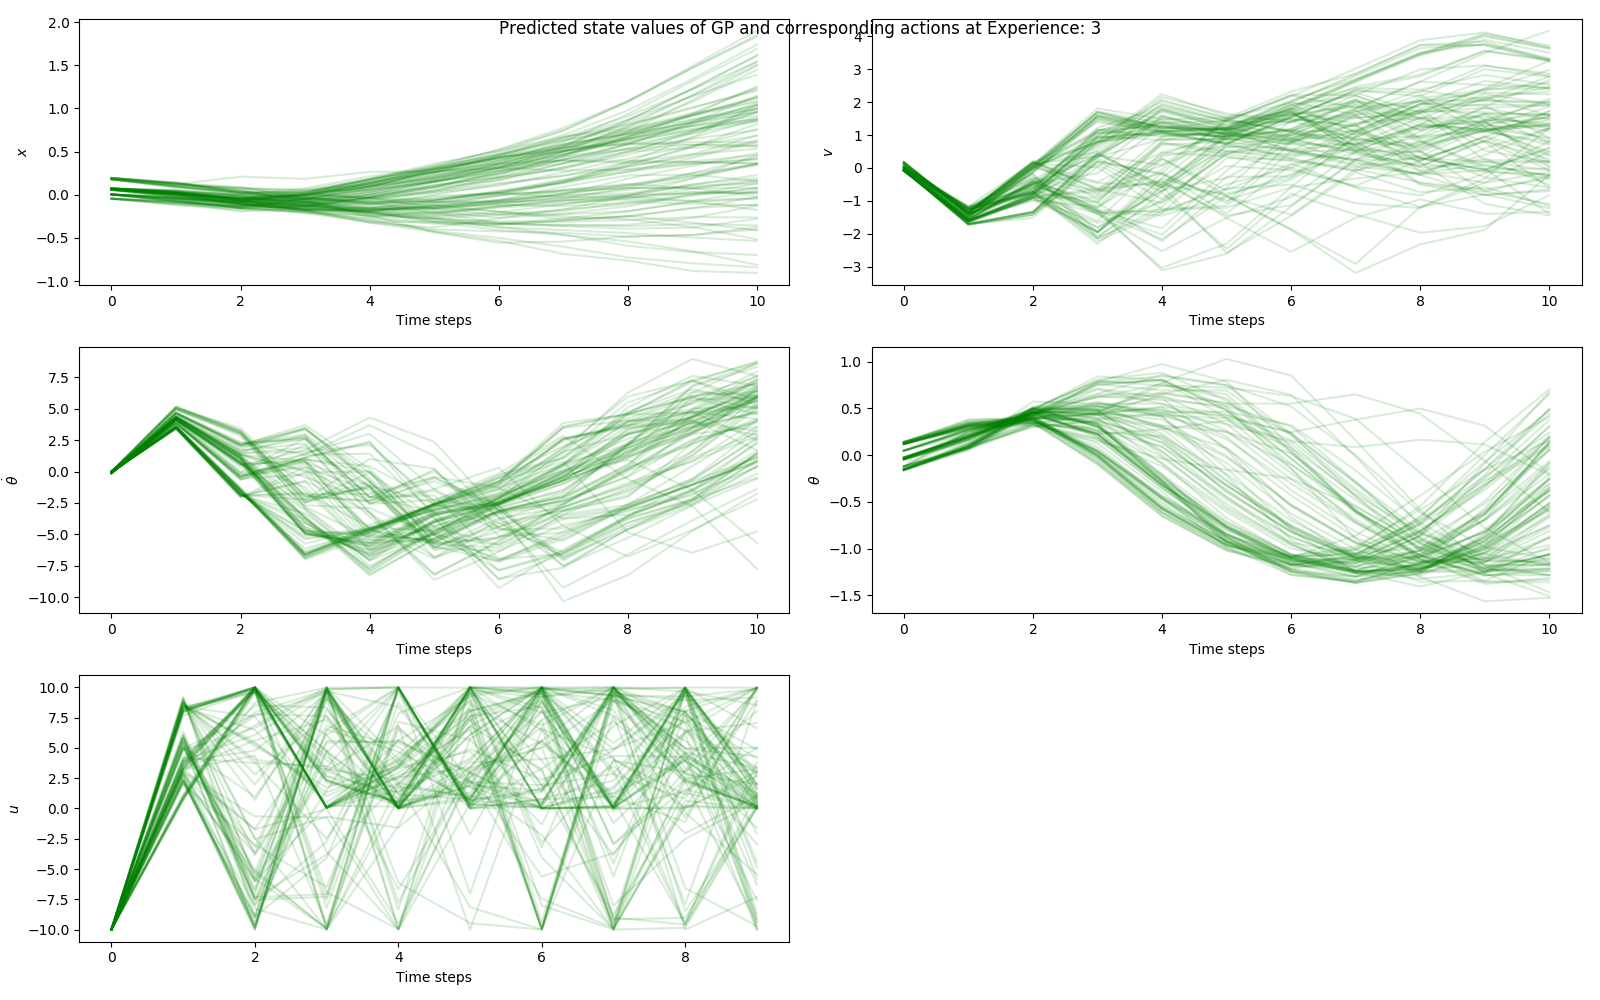 Predicted state values of GP and corresponding actions at Experience: 3
2.0
1.5
1.0
0.5
0.0
−0.5
−1.0
x
0 2 4 6 8 10
Time steps
4
3
2
1
0
−1
−2
−3
v
0 2 4 6 8 10
Time steps
7.5
5.0
2.5
0.0
−2.5
−5.0
−7.5
−10.0
θ̇
0 2 4 6 8 10
Time steps
1.0
0.5
0.0
−0.5
−1.0
−1.5
θ
0 2 4 6 8 10
Time steps
10.0
7.5
5.0
2.5
0.0
−2.5
−5.0
−7.5
−10.0
u
0 2 4 6 8
Time steps